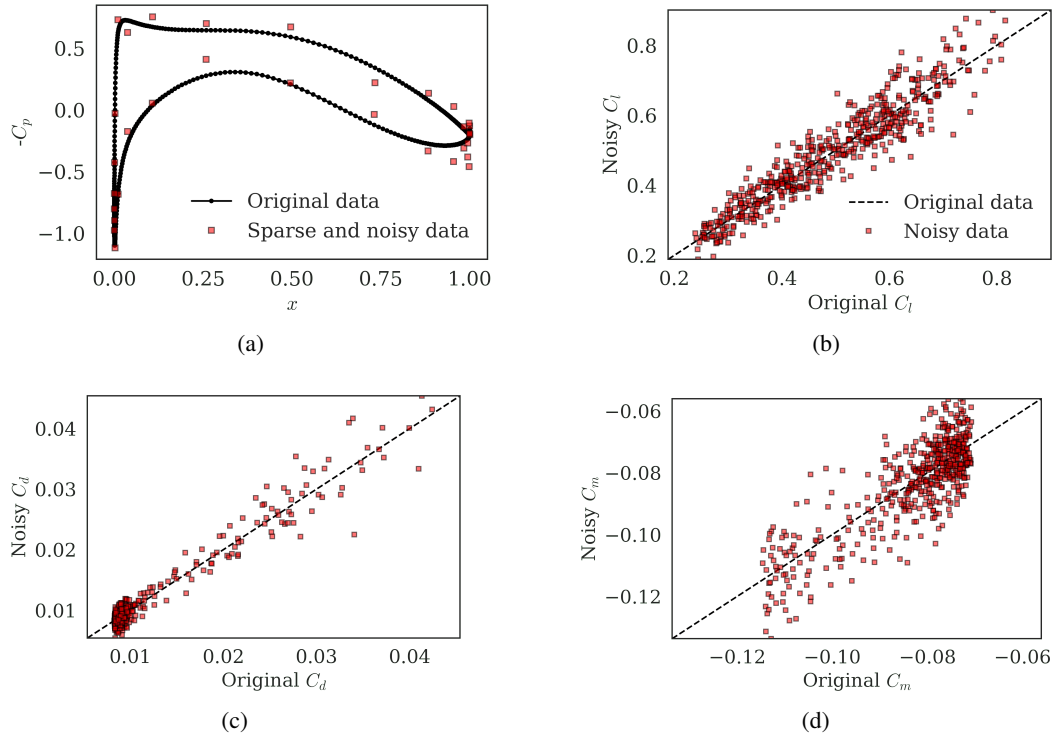 0.5
0.0
−0.5
−1.0
-C_p
Original data
Sparse and noisy data
0.00 0.25 0.50 0.75 1.00
x
(a)
0.8
0.6
0.4
0.2
Noisy C_l
Original data
Noisy data
0.2 0.4 0.6 0.8
Original C_l
(b)
0.04
0.03
0.02
0.01
Noisy C_d
0.01 0.02 0.03 0.04
Original C_d
(c)
−0.06
−0.08
−0.10
−0.12
Noisy C_m
−0.12 −0.10 −0.08 −0.06
Original C_m
(d)